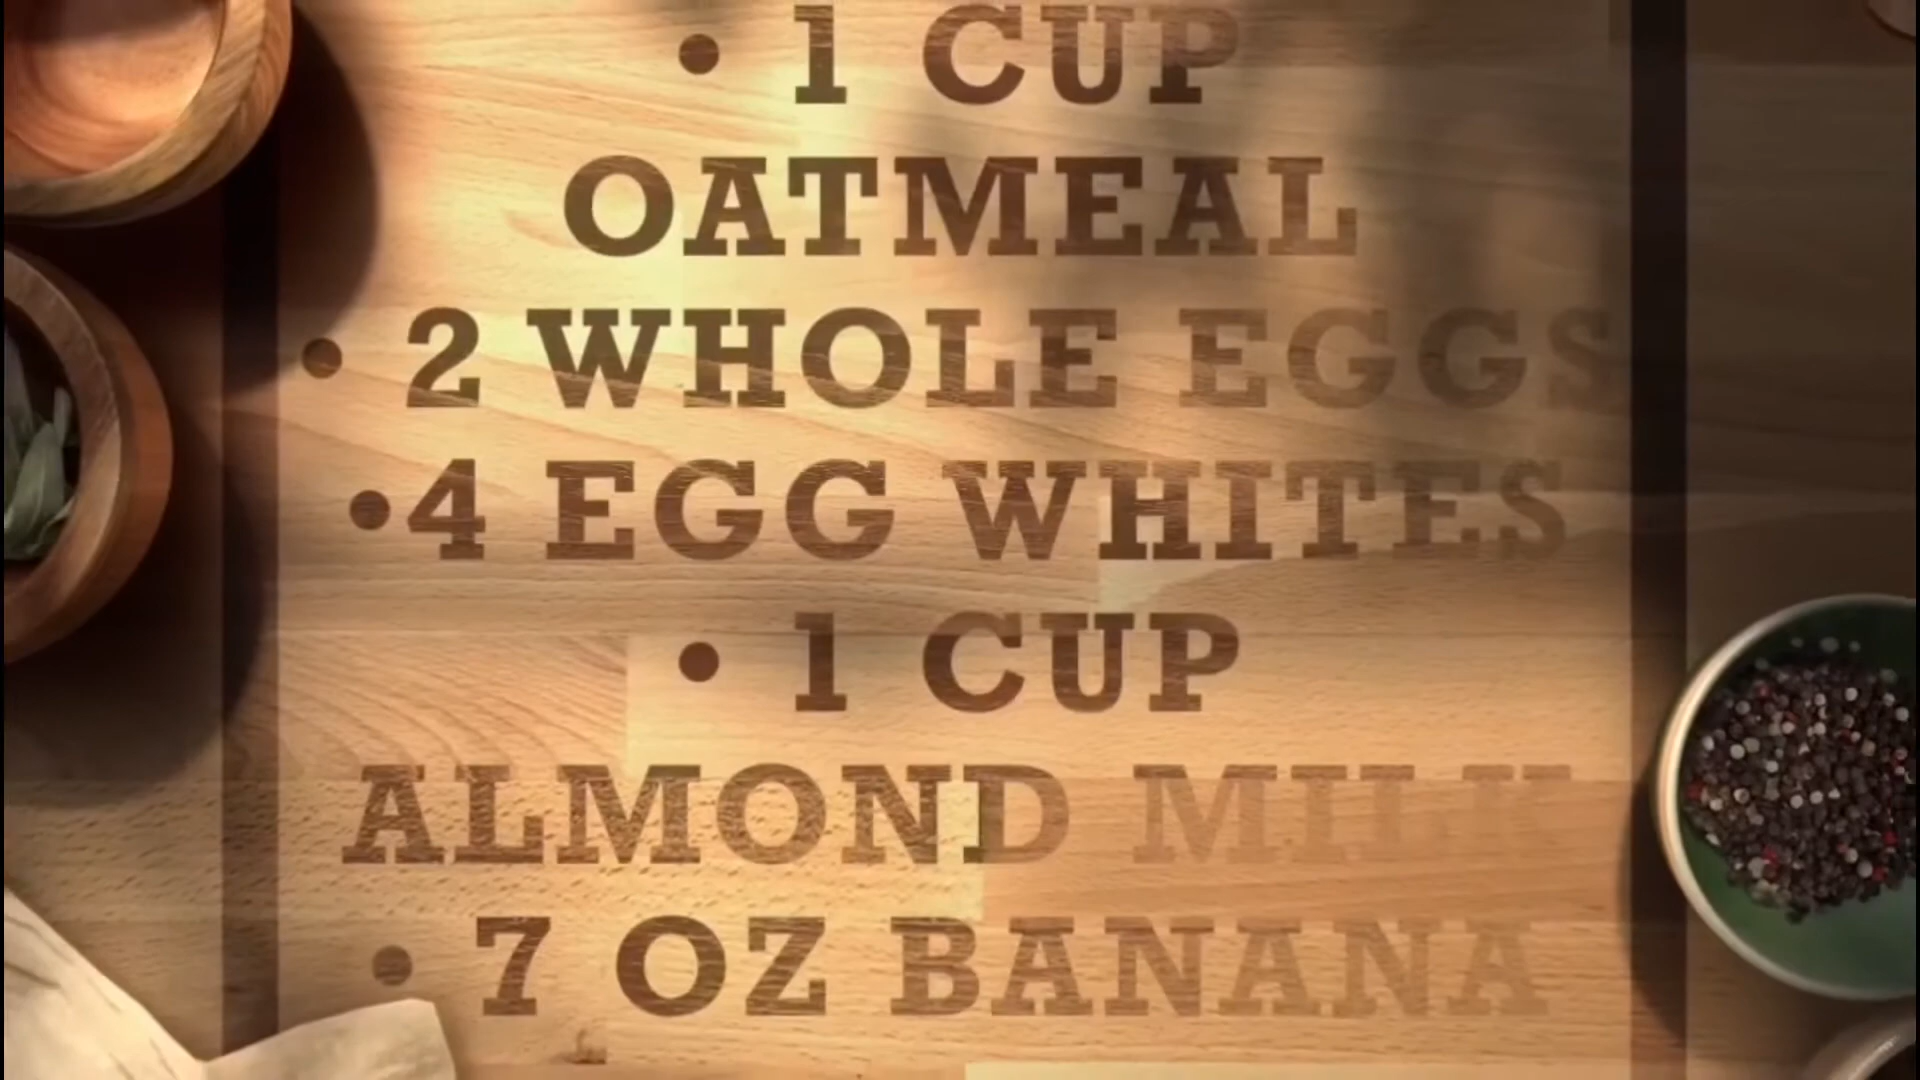 • 1 CUP
OATMEAL
• 2 WHOLE EGGS
•4 EGG WHITES
• 1 CUP
ALMOND MILK
• 7 OZ BANANA